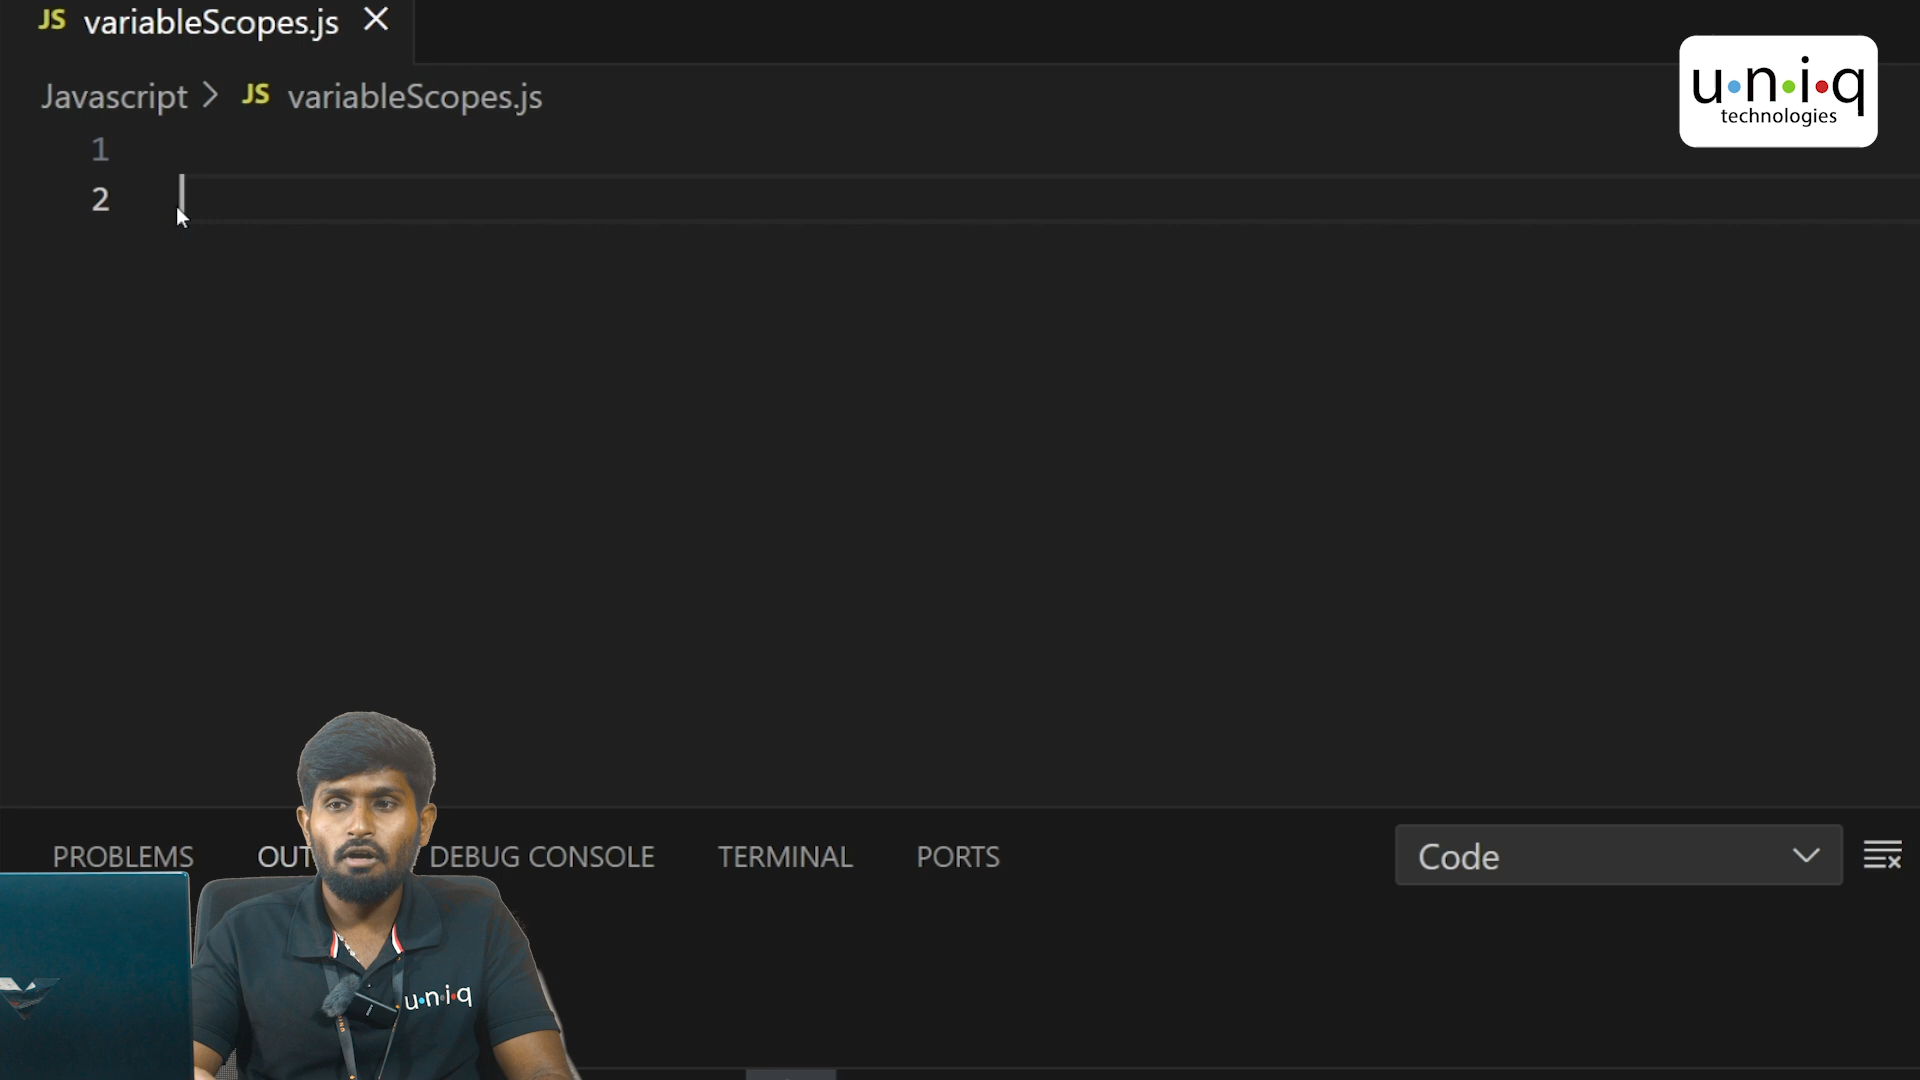 JS variableScopes.js
u·n·i·q
technologies
Javascript > JS variableScopes.js
1
2
PROBLEMS OUT DEBUG CONSOLE TERMINAL PORTS Code
u·n·i·q